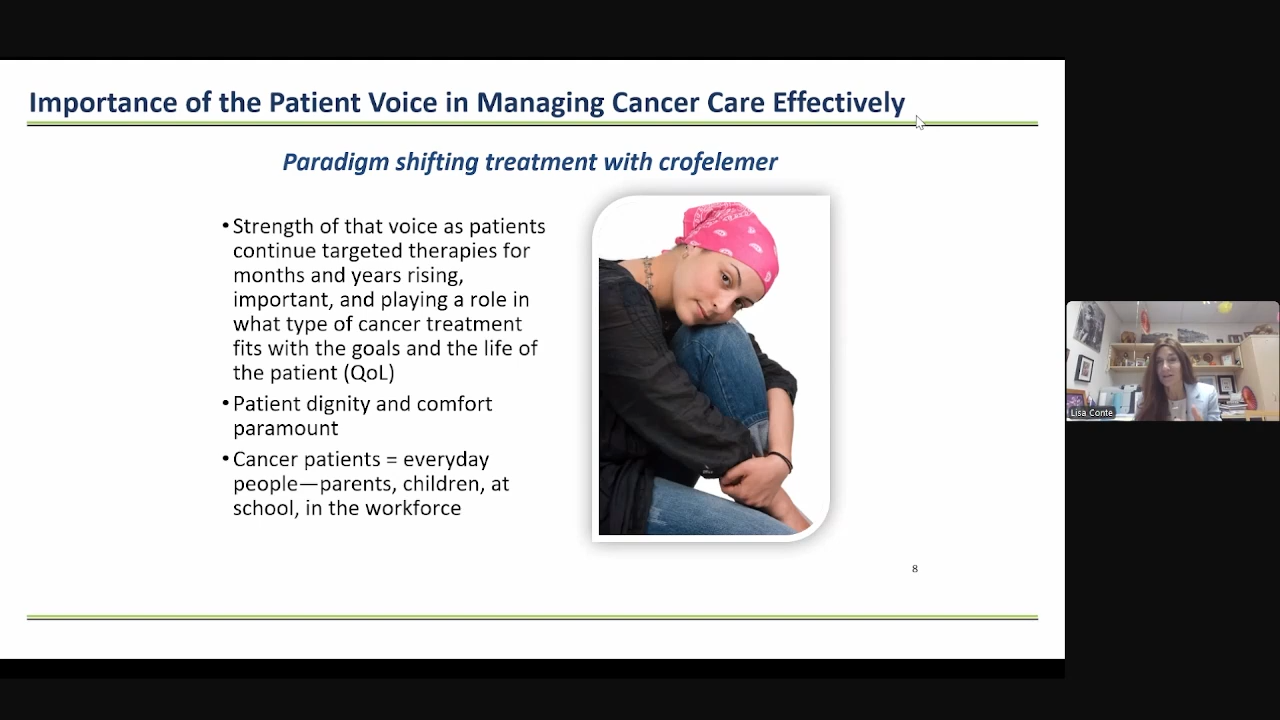 Importance of the Patient Voice in Managing Cancer Care Effectively
Paradigm shifting treatment with crofelemer
•Strength of that voice as patients
continue targeted therapies for
months and years rising,
important, and playing a role in
what type of cancer treatment
fits with the goals and the life of
the patient (QoL)
•Patient dignity and comfort
paramount
•Cancer patients = everyday
people—parents, children, at
school, in the workforce
8
Lisa Conte